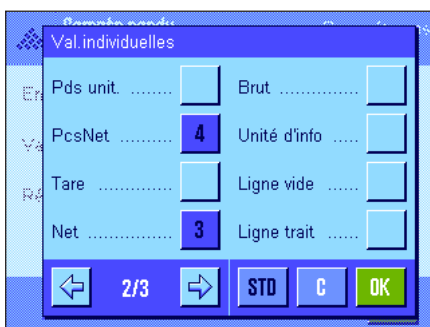 Val.individuelles
Pds unit. ........
Brut ...............
PcsNet .......... 4
Unité d'info .....
Tare ..............
Ligne vide ......
Net ................ 3
Ligne trait ......
2/3
STD
C
OK